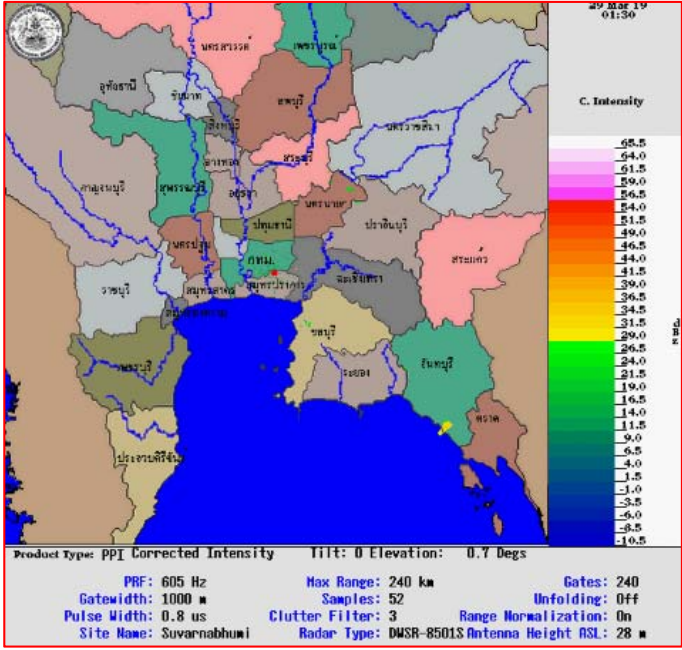 29 Mar 19
01:30
C. Intensity
นครสวรรค์
เพชรบูรณ์
อุทัยธานี
ชัยนาท
ลพบุรี
สิงห์บุรี
นครราชสีมา
อ่างทอง
สระบุรี
กาญจนบุรี
สุพรรณบุรี
อยุธยา
นครนายก
ปทุมธานี
ปราจีนบุรี
นครปฐม
กทม.
สระแก้ว
ราชบุรี
สมุทรสาคร
สมุทรปราการ
ฉะเชิงเทรา
สมุทรสงคราม
ชลบุรี
เพชรบุรี
ระยอง
จันทบุรี
ตราด
ประจวบคีรีขันธ์
65.5
64.0
61.5
59.0
56.5
54.0
51.5
49.0
46.5
44.0
41.5
39.0
36.5
34.0
31.5
29.0
26.5
24.0
21.5
19.0
16.5
14.0
11.5
9.0
6.5
4.0
1.5
-1.0
-3.5
-6.0
-8.5
-10.5
Product Type: PPI Corrected Intensity Tilt: 0 Elevation: 0.7 Degs
PRF: 605 Hz Max Range: 240 km Gates: 240
Gatewidth: 1000 m Samples: 52 Unfolding: Off
Pulse Width: 0.8 us Clutter Filter: 3 Range Normalization: On
Site Name: Suvarnabhumi Radar Type: DWSR-8501S Antenna Height ASL: 28 m